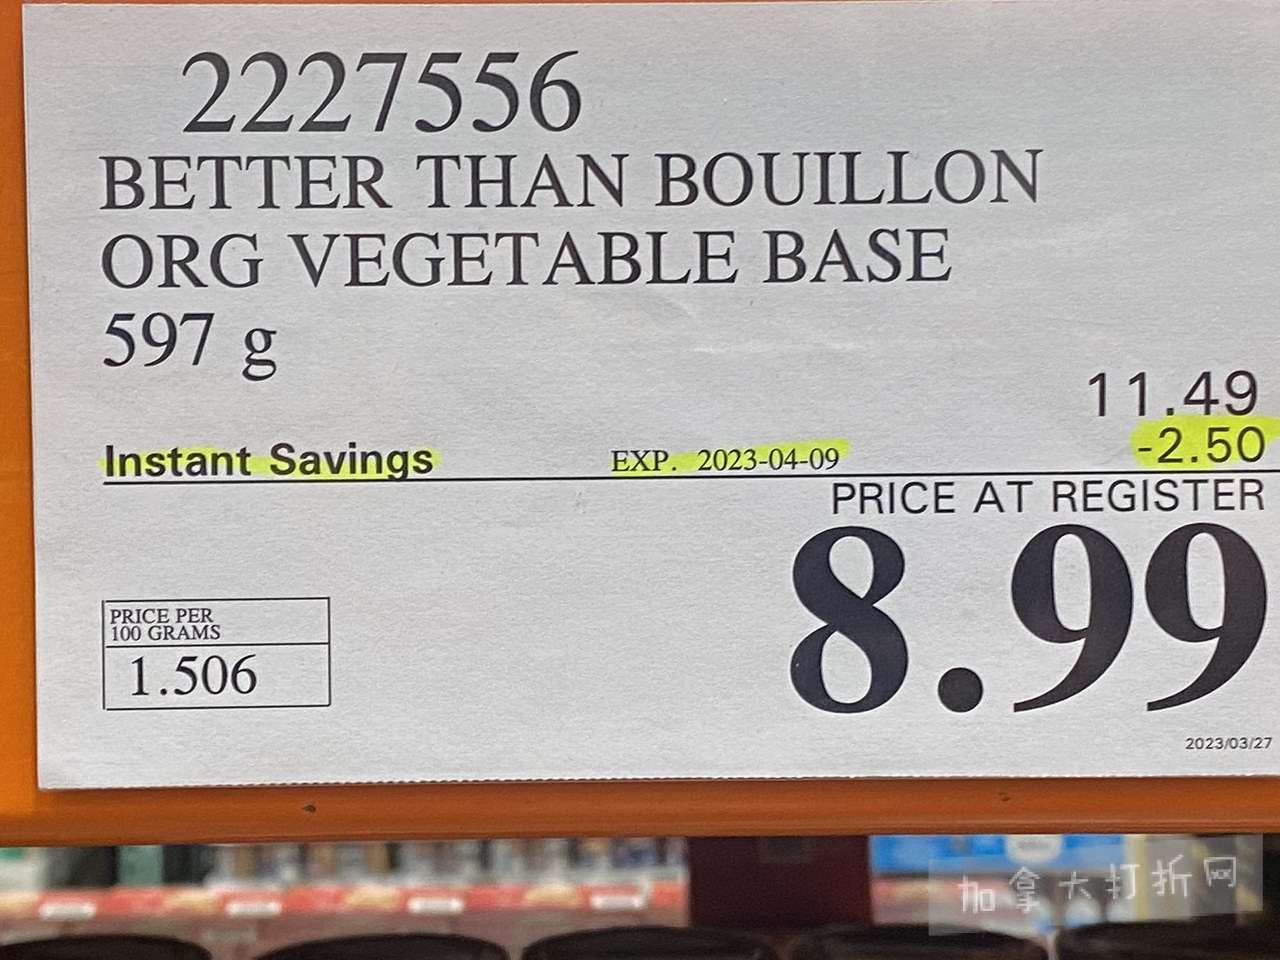 2227556
BETTER THAN BOUILLON
ORG VEGETABLE BASE
597 g
11.49
Instant Savings EXP. 2023-04-09 -2.50
PRICE AT REGISTER
8.99
PRICE PER
100 GRAMS
1.506
2023/03/27
加拿大打折网